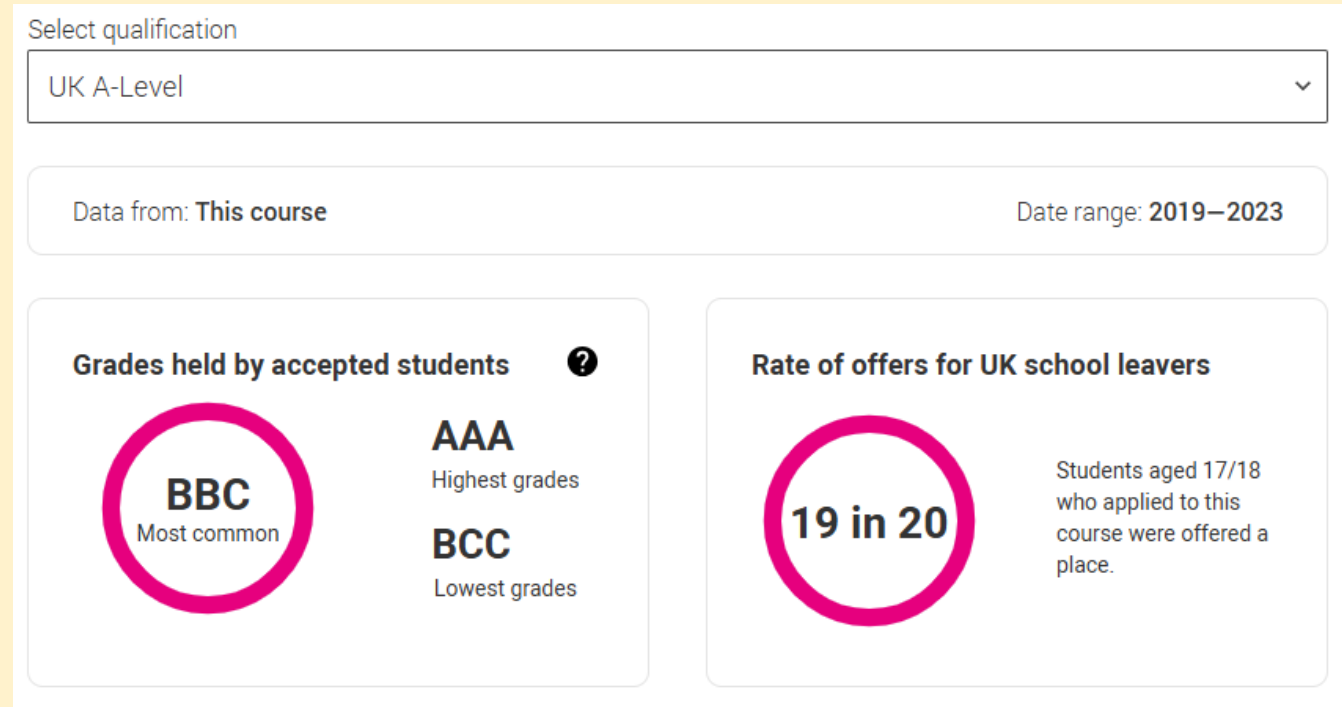 Select qualification
UK A-Level
Data from: This course
Date range: 2019—2023
Grades held by accepted students ?
BBC
Most common
AAA
Highest grades
BCC
Lowest grades
Rate of offers for UK school leavers
19 in 20
Students aged 17/18
who applied to this
course were offered a
place.